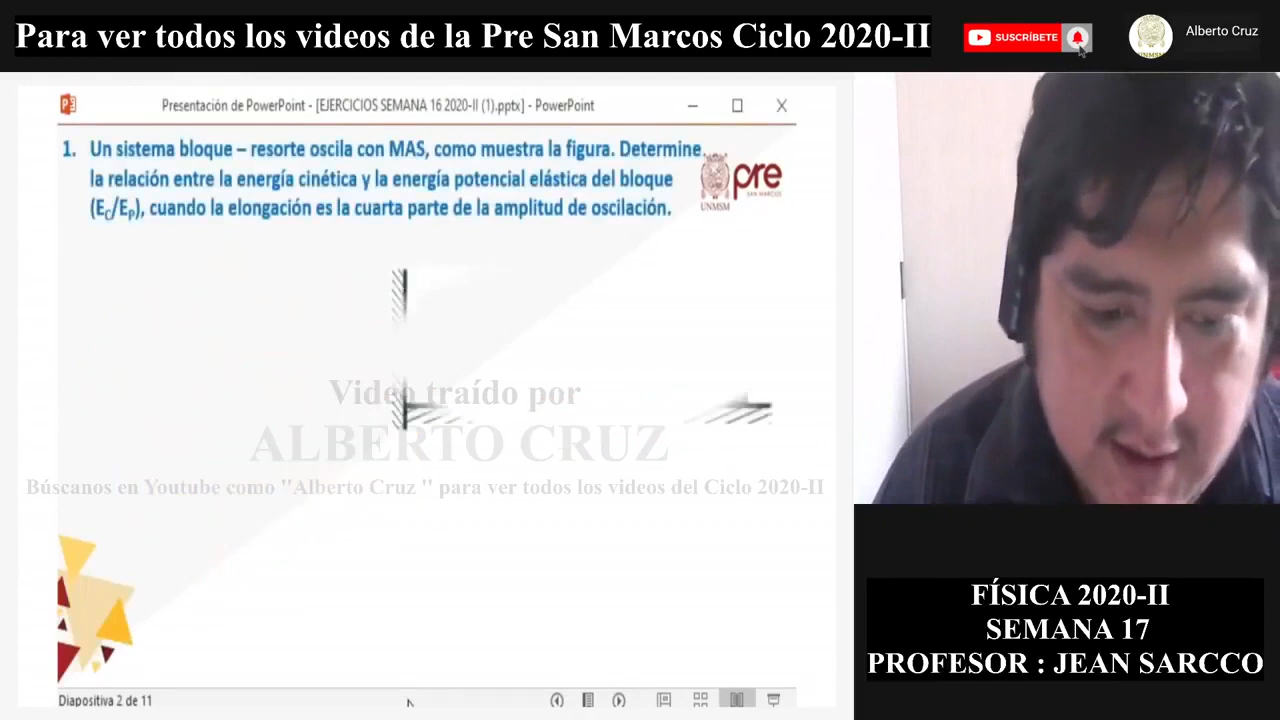 Para ver todos los videos de la Pre San Marcos Ciclo 2020-II
SUSCRÍBETE
Alberto Cruz
Presentación de PowerPoint - [EJERCICIOS SEMANA 16 2020-II (1).pptx] - PowerPoint
1. Un sistema bloque – resorte oscila con MAS, como muestra la figura. Determine
la relación entre la energía cinética y la energía potencial elástica del bloque
(EC/EP), cuando la elongación es la cuarta parte de la amplitud de oscilación.
pre
SAN MARCOS
UNMSM
Video traído por
ALBERTO CRUZ
Búscanos en Youtube como "Alberto Cruz " para ver todos los videos del Ciclo 2020-II
FÍSICA 2020-II
SEMANA 17
PROFESOR : JEAN SARCCO
Diapositiva 2 de 11